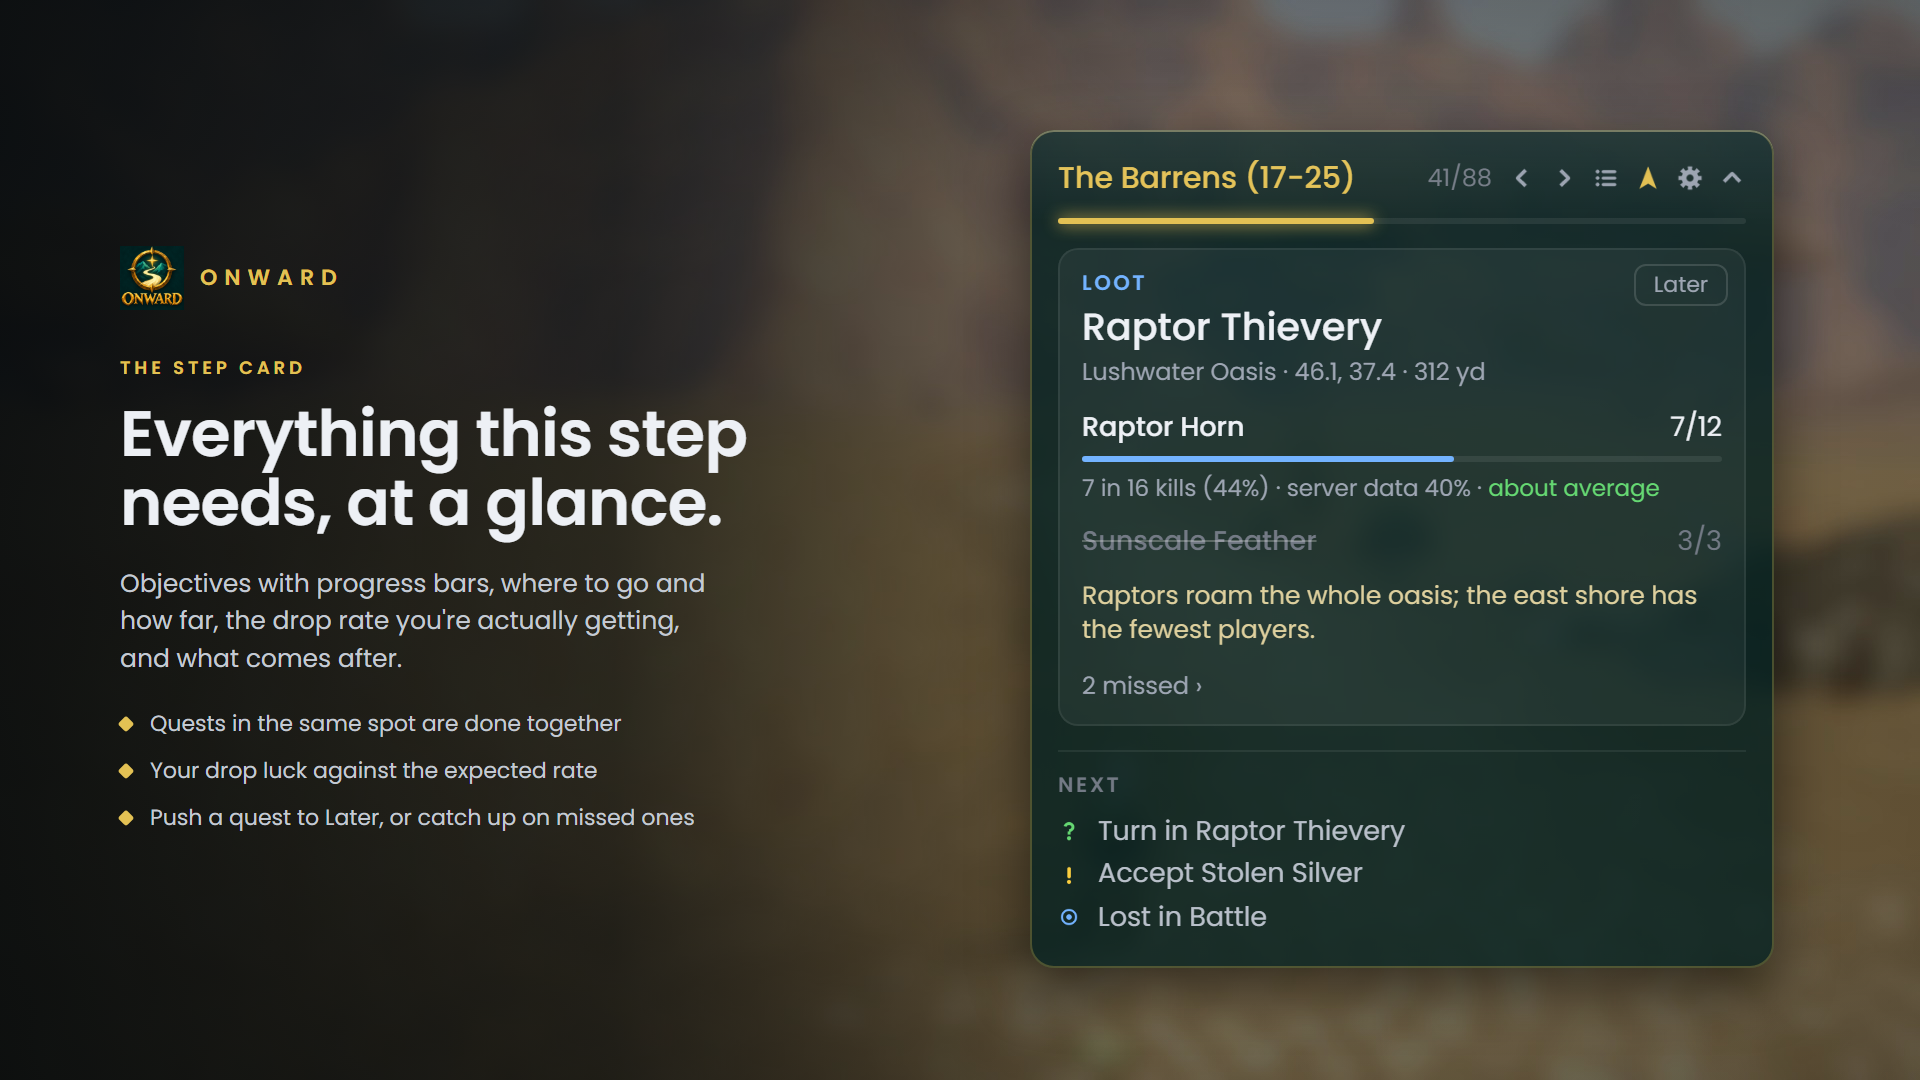 ONWARD
ONWARD
THE STEP CARD
Everything this step
needs, at a glance.
Objectives with progress bars, where to go and
how far, the drop rate you're actually getting,
and what comes after.
Quests in the same spot are done together
Your drop luck against the expected rate
Push a quest to Later, or catch up on missed ones
The Barrens (17-25) 41/88
LOOT Later
Raptor Thievery
Lushwater Oasis · 46.1, 37.4 · 312 yd
Raptor Horn 7/12
7 in 16 kills (44%) · server data 40% · about average
Sunscale Feather 3/3
Raptors roam the whole oasis; the east shore has
the fewest players.
2 missed ›
NEXT
? Turn in Raptor Thievery
! Accept Stolen Silver
Lost in Battle